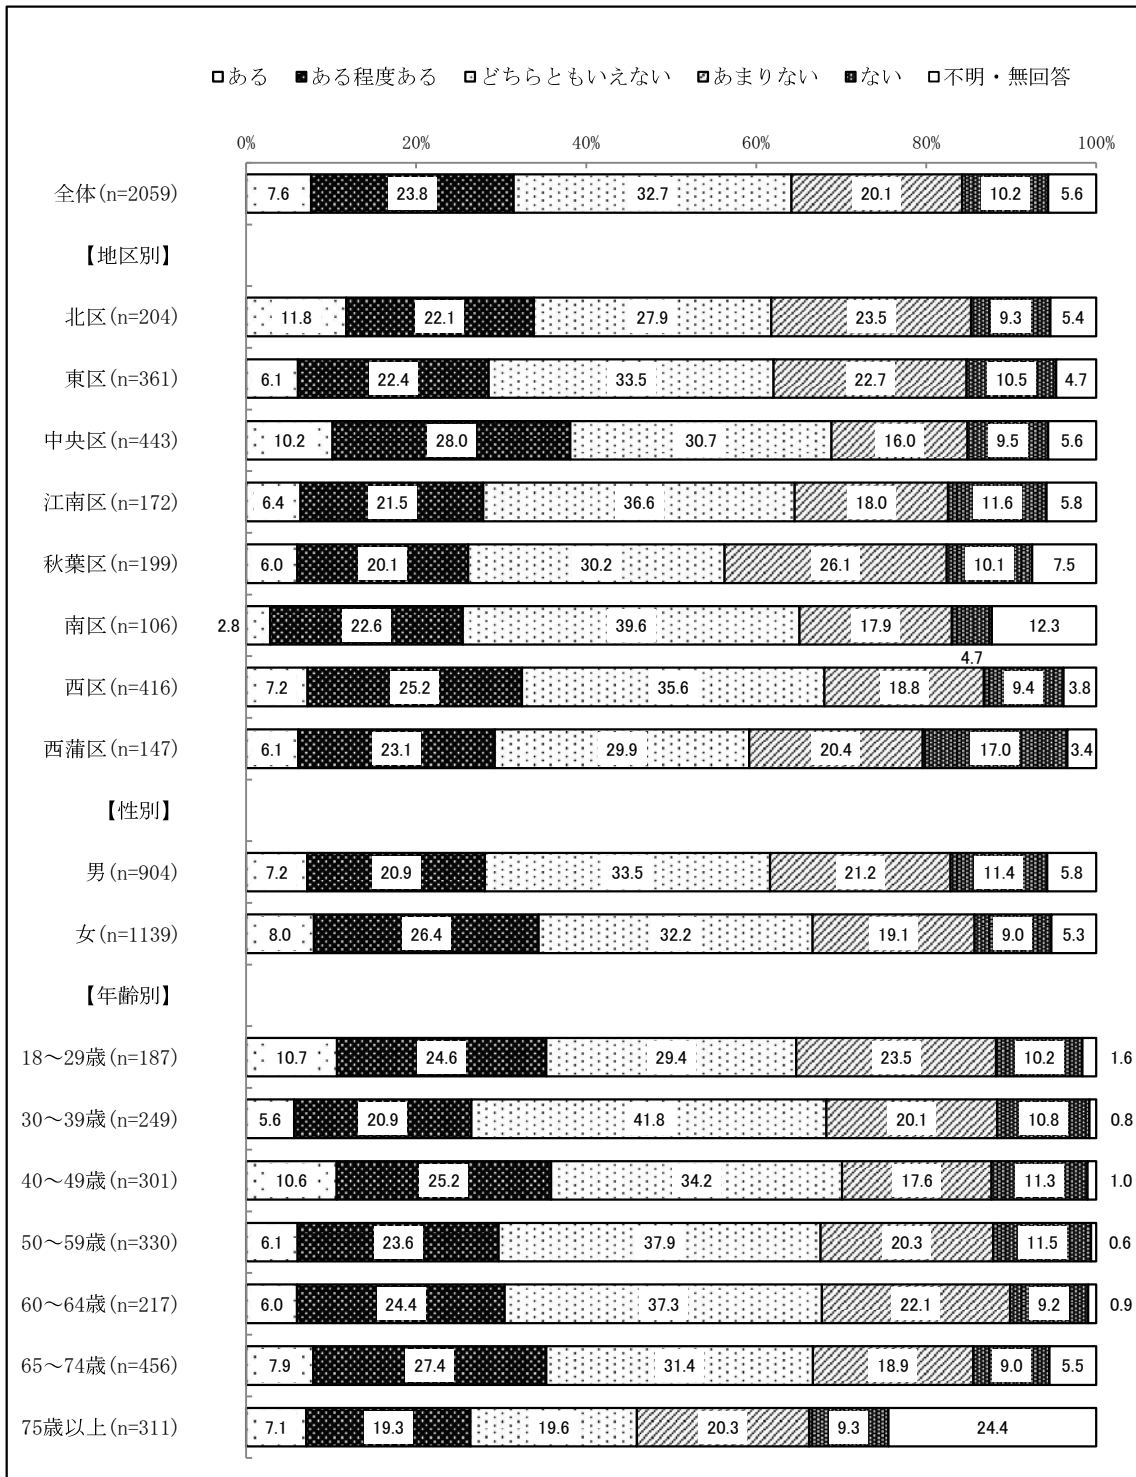 □ある ■ある程度ある □どちらともいえない ▨あまりない ■ない □不明・無回答
0% 20% 40% 60% 80% 100%
全体(n=2059) 7.6 23.8 32.7 20.1 10.2 5.6
【地区別】
北区(n=204) 11.8 22.1 27.9 23.5 9.3 5.4
東区(n=361) 6.1 22.4 33.5 22.7 10.5 4.7
中央区(n=443) 10.2 28.0 30.7 16.0 9.5 5.6
江南区(n=172) 6.4 21.5 36.6 18.0 11.6 5.8
秋葉区(n=199) 6.0 20.1 30.2 26.1 10.1 7.5
南区(n=106) 2.8 22.6 39.6 17.9 12.3
4.7
西区(n=416) 7.2 25.2 35.6 18.8 9.4 3.8
西蒲区(n=147) 6.1 23.1 29.9 20.4 17.0 3.4
【性別】
男(n=904) 7.2 20.9 33.5 21.2 11.4 5.8
女(n=1139) 8.0 26.4 32.2 19.1 9.0 5.3
【年齢別】
18～29歳(n=187) 10.7 24.6 29.4 23.5 10.2 1.6
30～39歳(n=249) 5.6 20.9 41.8 20.1 10.8 0.8
40～49歳(n=301) 10.6 25.2 34.2 17.6 11.3 1.0
50～59歳(n=330) 6.1 23.6 37.9 20.3 11.5 0.6
60～64歳(n=217) 6.0 24.4 37.3 22.1 9.2 0.9
65～74歳(n=456) 7.9 27.4 31.4 18.9 9.0 5.5
75歳以上(n=311) 7.1 19.3 19.6 20.3 9.3 24.4